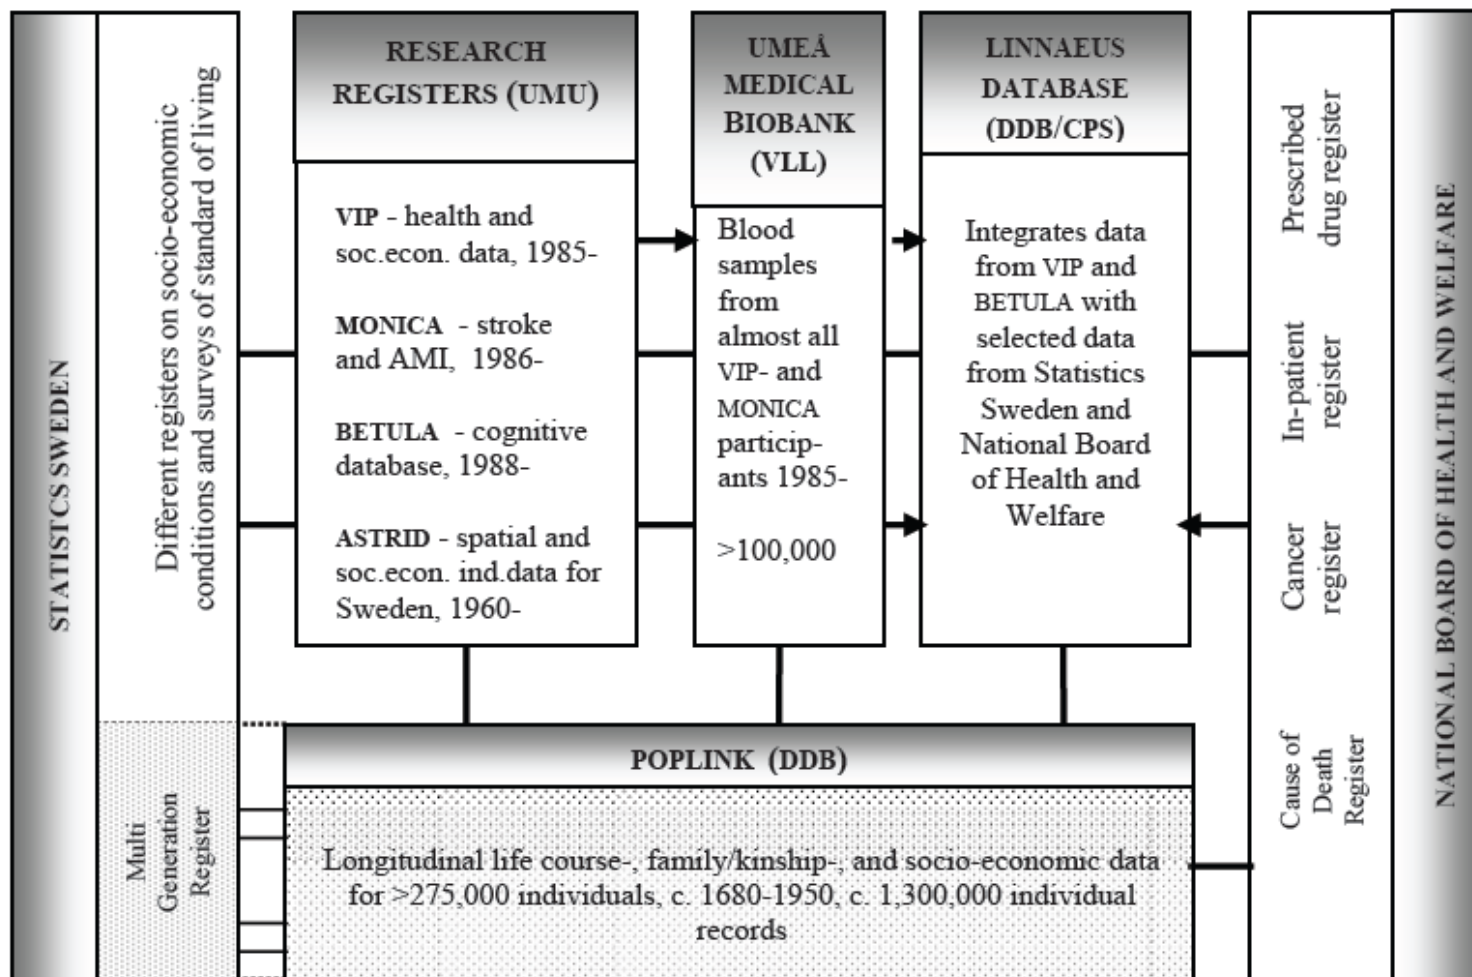 STATISTCS SWEDEN
Different registers on socio-economic
conditions and surveys of standard of living
Multi
Generation
Register
RESEARCH
REGISTERS (UMU)
VIP - health and
soc.econ. data, 1985-
MONICA - stroke
and AMI, 1986-
BETULA - cognitive
database, 1988-
ASTRID - spatial and
soc.econ. ind.data for
Sweden, 1960-
UMEÅ
MEDICAL
BIOBANK
(VLL)
Blood
samples
from
almost all
VIP- and
MONICA
particip-
ants 1985-
>100,000
LINNAEUS
DATABASE
(DDB/CPS)
Integrates data
from VIP and
BETULA with
selected data
from Statistics
Sweden and
National Board
of Health and
Welfare
POPLINK (DDB)
Longitudinal life course-, family/kinship-, and socio-economic data
for >275,000 individuals, c. 1680-1950, c. 1,300,000 individual
records
Prescribed
drug register
In-patient
register
Cancer
register
Cause of
Death
Register
NATIONAL BOARD OF HEALTH AND WELFARE